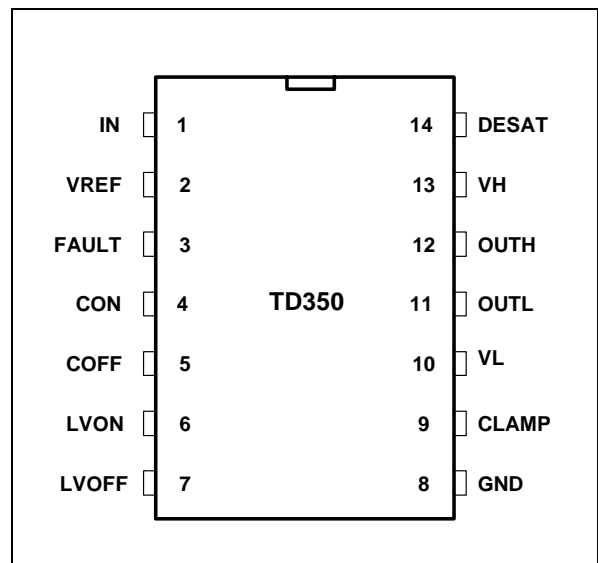 IN 1 14 DESAT
VREF 2 13 VH
FAULT 3 12 OUTH
CON 4 TD350 11 OUTL
COFF 5 10 VL
LVON 6 9 CLAMP
LVOFF 7 8 GND